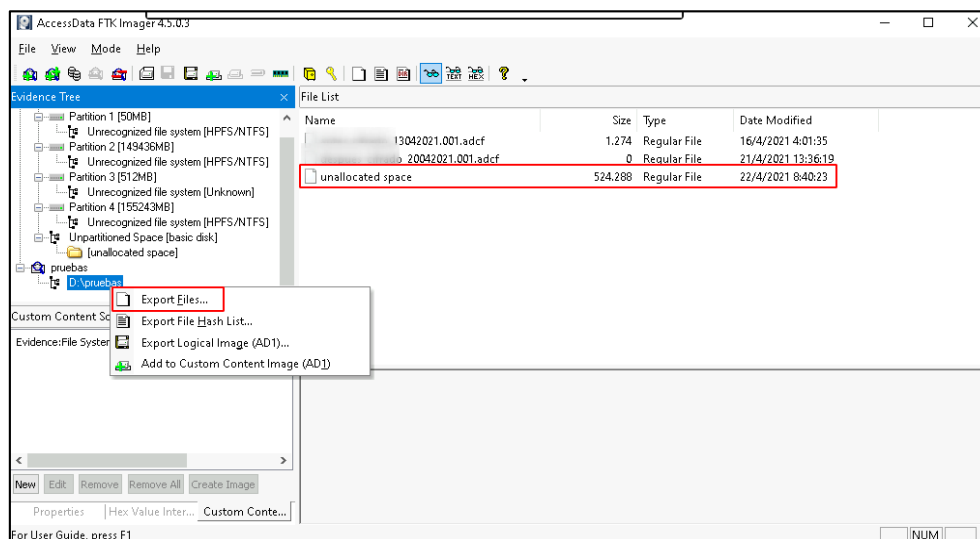 AccessData FTK Imager 4.5.0.3
File View Mode Help
Evidence Tree
Partition 1 [50MB]
Unrecognized file system [HPFS/NTFS]
Partition 2 [149436MB]
Unrecognized file system [HPFS/NTFS]
Partition 3 [512MB]
Unrecognized file system [Unknown]
Partition 4 [155243MB]
Unrecognized file system [HPFS/NTFS]
Unpartitioned Space [basic disk]
[unallocated space]
pruebas
D:\pruebas
File List
Name Size Type Date Modified
13042021.001.adcf 1.274 Regular File 16/4/2021 4:01:35
20042021.001.adcf 0 Regular File 21/4/2021 13:36:19
unallocated space 524.288 Regular File 22/4/2021 8:40:23
Export Files...
Export File Hash List...
Export Logical Image (AD1)...
Add to Custom Content Image (AD1)
Custom Content So
Evidence:File System
New Edit Remove Remove All Create Image
Properties Hex Value Inter... Custom Conte...
For User Guide, press F1
NUM